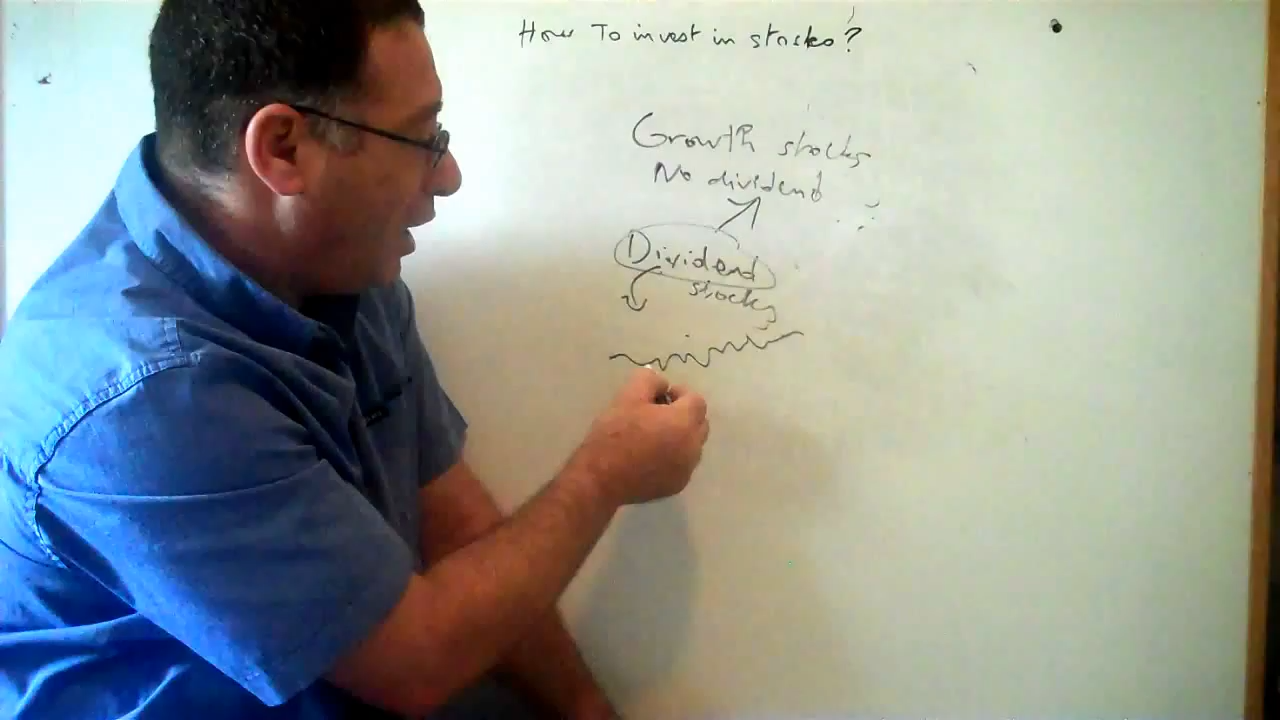 How To invest in stocks?
Growth stocks
No dividend
Dividend
stocks